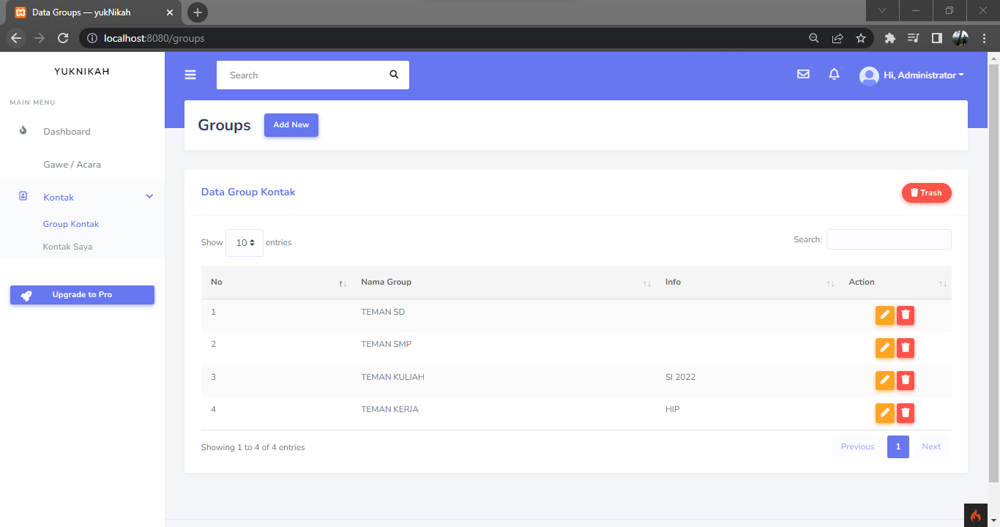 Data Groups — yukNikah
localhost:8080/groups
YUKNIKAH
MAIN MENU
Dashboard
Gawe / Acara
Kontak
Group Kontak
Kontak Saya
Upgrade to Pro
Search
Hi, Administrator
Groups
Add New
Data Group Kontak
Trash
Show 10 entries
Search:
No Nama Group Info Action
1 TEMAN SD
2 TEMAN SMP
3 TEMAN KULIAH SI 2022
4 TEMAN KERJA HIP
Showing 1 to 4 of 4 entries
Previous 1 Next